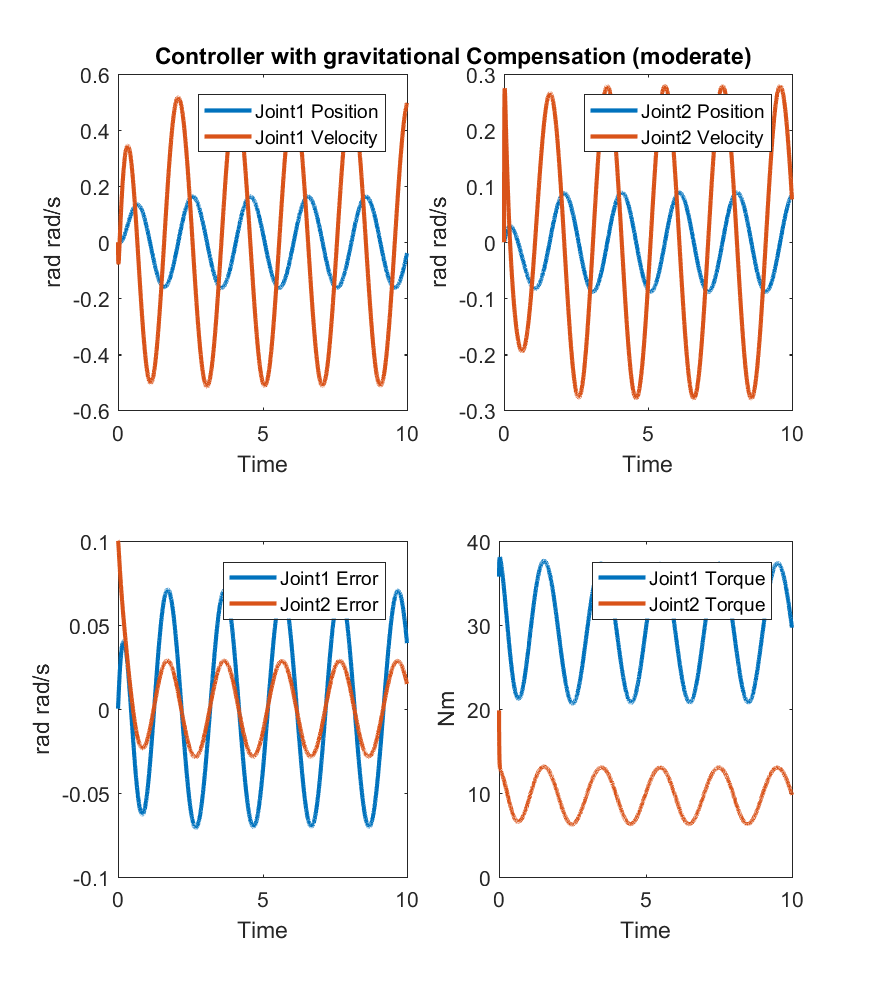 Controller with gravitational Compensation (moderate)
0.6
0.4
0.2
0
-0.2
-0.4
-0.6
rad rad/s
Joint1 Position
Joint1 Velocity
0
5
10
Time
0.3
0.2
0.1
0
-0.1
-0.2
-0.3
rad rad/s
Joint2 Position
Joint2 Velocity
0
5
10
Time
0.1
0.05
0
-0.05
-0.1
rad rad/s
Joint1 Error
Joint2 Error
0
5
10
Time
40
30
20
10
0
Nm
Joint1 Torque
Joint2 Torque
0
5
10
Time